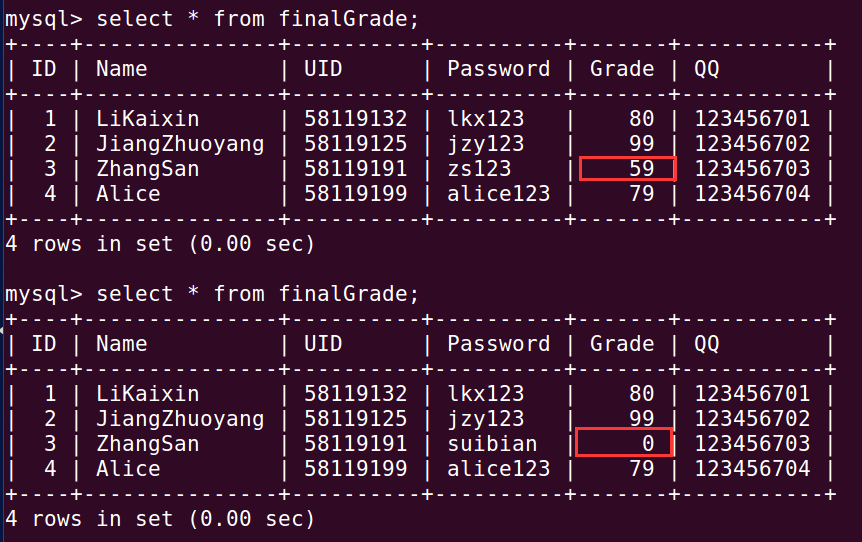 mysql> select * from finalGrade;
+----+---------------+----------+----------+-------+-----------+
| ID | Name          | UID      | Password | Grade | QQ        |
+----+---------------+----------+----------+-------+-----------+
|  1 | LiKaixin      | 58119132 | lkx123   |    80 | 123456701 |
|  2 | JiangZhuoyang | 58119125 | jzy123   |    99 | 123456702 |
|  3 | ZhangSan      | 58119191 | zs123    |    59 | 123456703 |
|  4 | Alice         | 58119199 | alice123 |    79 | 123456704 |
+----+---------------+----------+----------+-------+-----------+
4 rows in set (0.00 sec)
mysql> select * from finalGrade;
+----+---------------+----------+----------+-------+-----------+
| ID | Name          | UID      | Password | Grade | QQ        |
+----+---------------+----------+----------+-------+-----------+
|  1 | LiKaixin      | 58119132 | lkx123   |    80 | 123456701 |
|  2 | JiangZhuoyang | 58119125 | jzy123   |    99 | 123456702 |
|  3 | ZhangSan      | 58119191 | suibian  |     0 | 123456703 |
|  4 | Alice         | 58119199 | alice123 |    79 | 123456704 |
+----+---------------+----------+----------+-------+-----------+
4 rows in set (0.00 sec)